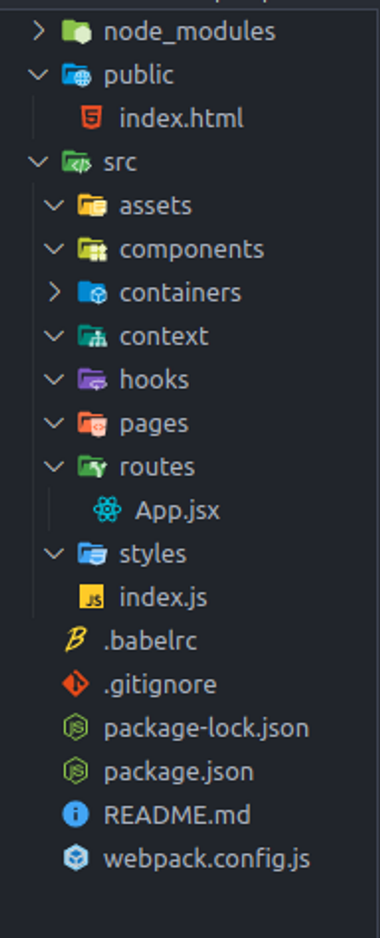 node_modules
public
index.html
src
assets
components
containers
context
hooks
pages
routes
App.jsx
styles
JS index.js
.babelrc
.gitignore
package-lock.json
package.json
README.md
webpack.config.js